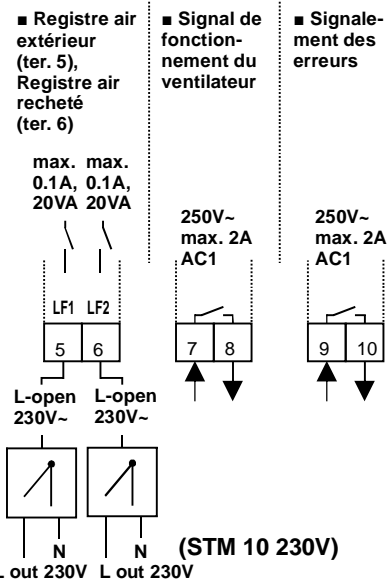 ■ Registre air
extérieur
(ter. 5),
Registre air
recheté
(ter. 6)
max. max.
0.1A, 0.1A,
20VA 20VA
LF1 LF2
5 6
L-open L-open
230V~ 230V~
N N
L out 230V L out 230V
■ Signal de
fonction-
nement du
ventilateur
250V~
max. 2A
AC1
7 8
■ Signale-
ment des
erreurs
250V~
max. 2A
AC1
9 10
(STM 10 230V)